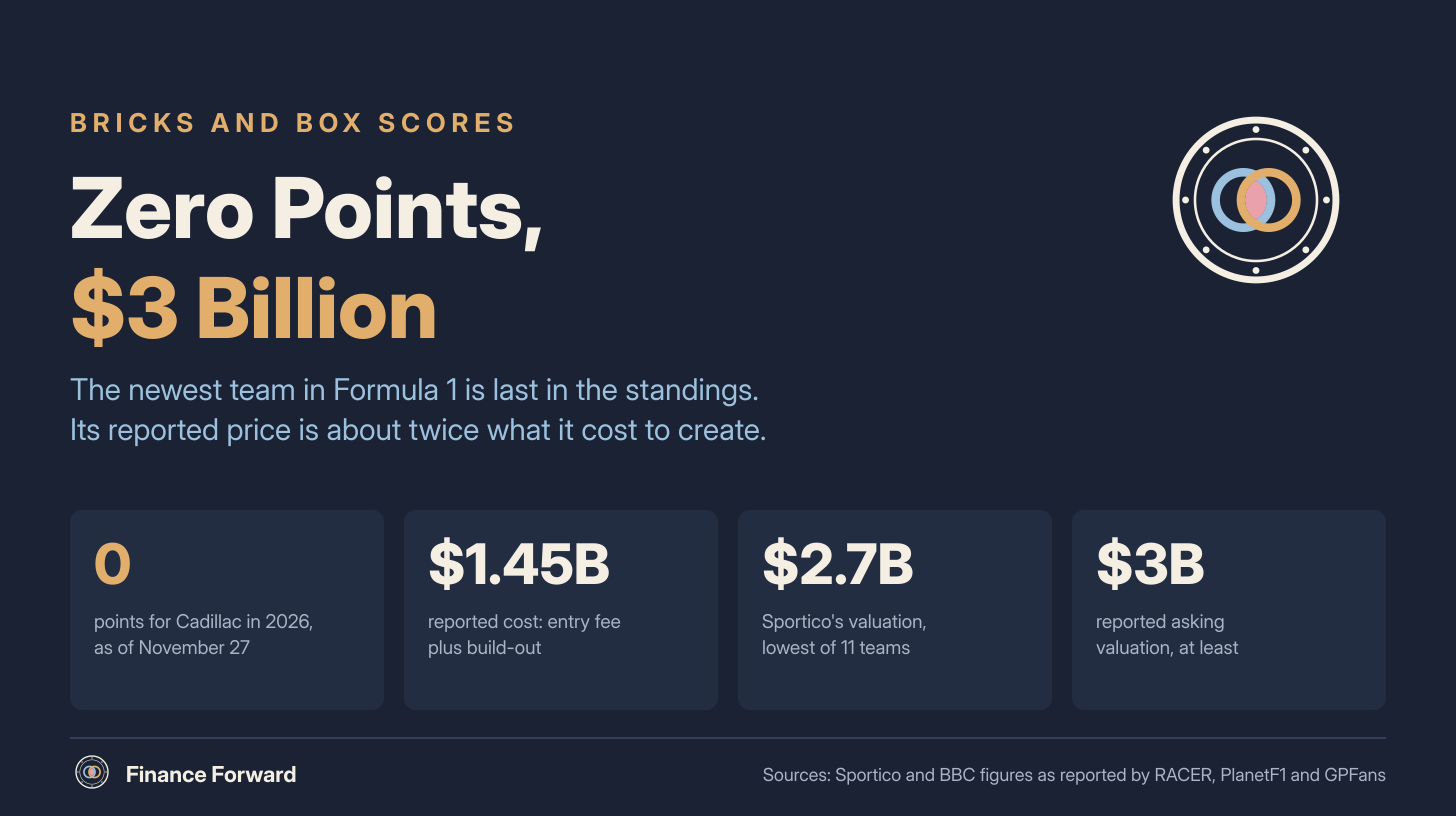 BRICKS AND BOX SCORES
Zero Points,
$3 Billion
The newest team in Formula 1 is last in the standings.
Its reported price is about twice what it cost to create.
0
points for Cadillac in 2026,
as of November 27
$1.45B
reported cost: entry fee
plus build-out
$2.7B
Sportico's valuation,
lowest of 11 teams
$3B
reported asking
valuation, at least
Finance Forward
Sources: Sportico and BBC figures as reported by RACER, PlanetF1 and GPFans